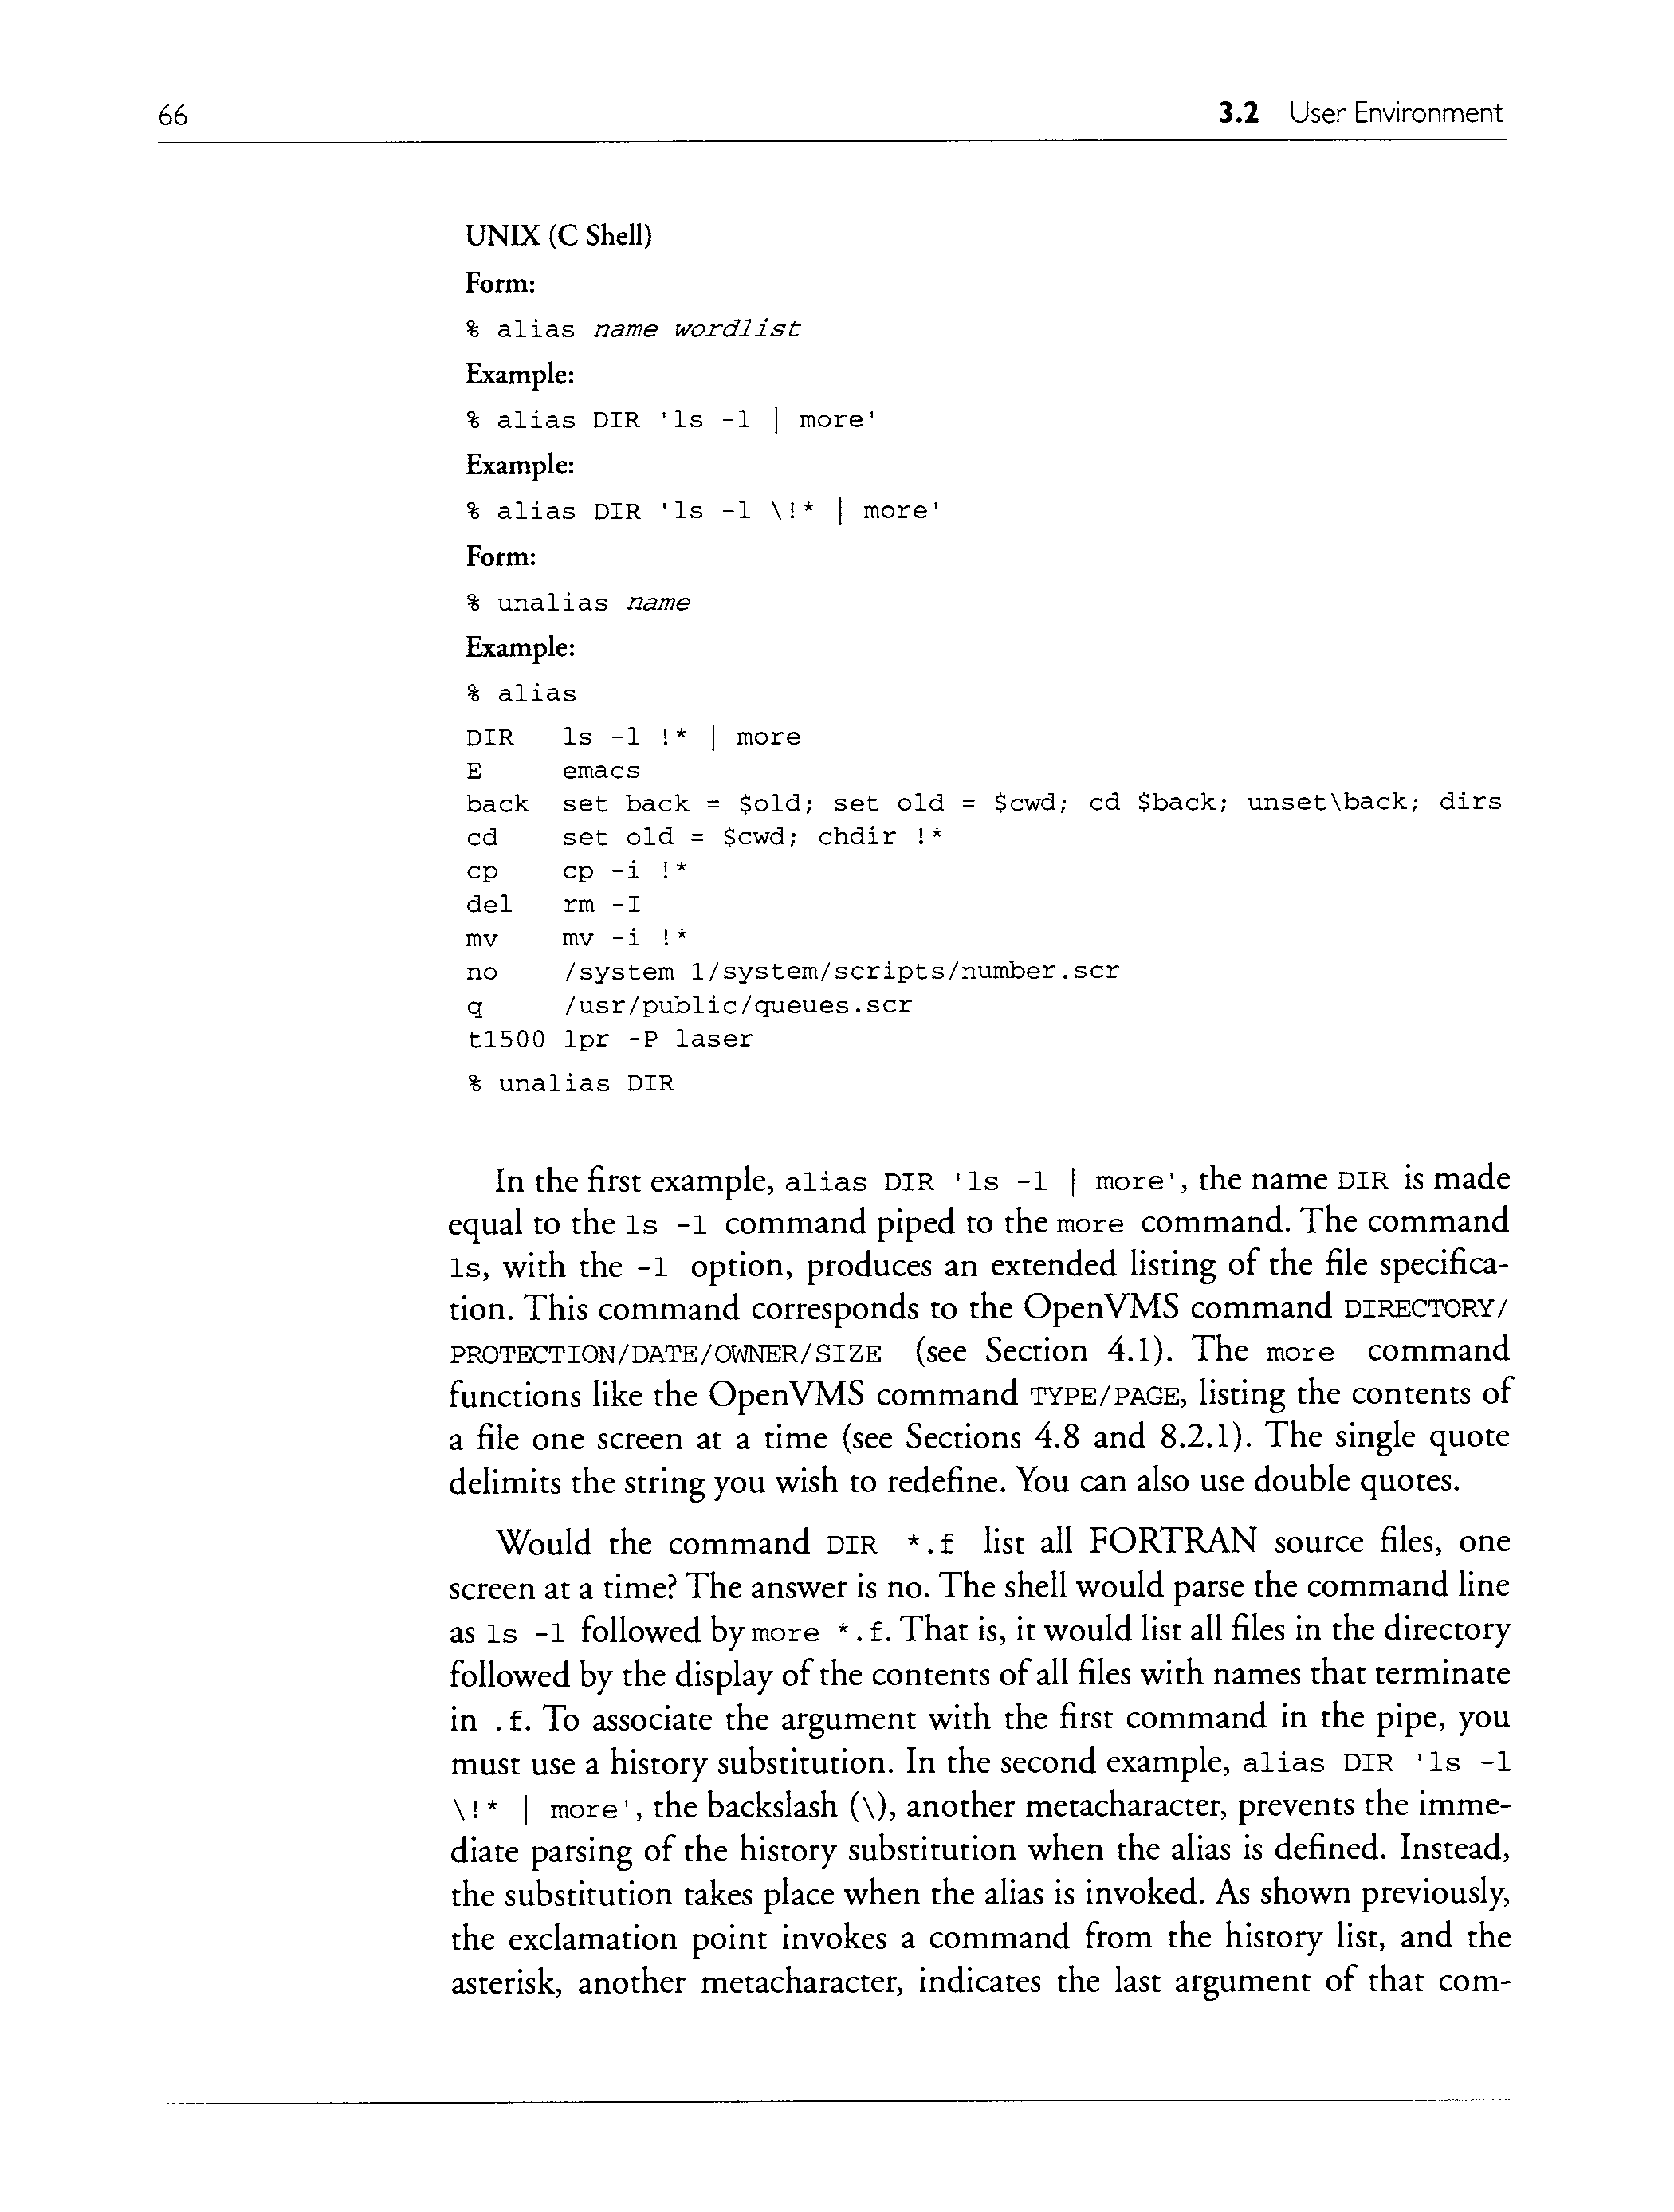 66 3.2 User Environment
UNIX (C Shell)
Form:
% alias name wordlist
Example:
% alias DIR 'ls -l | more'
Example:
% alias DIR 'ls -l \!* | more'
Form:
% unalias name
Example:
% alias
DIR ls -l !* | more
E emacs
back set back = $old; set old = $cwd; cd $back; unset\back; dirs
cd set old = $cwd; chdir !*
cp cp -i !*
del rm -I
mv mv -i !*
no /system 1/system/scripts/number.scr
q /usr/public/queues.scr
tl500 lpr -P laser
% unalias DIR
In the first example, alias DIR 'ls -l | more', the name DIR is made
equal to the ls -l command piped to the more command. The command
ls, with the -l option, produces an extended listing of the file specifica-
tion. This command corresponds to the OpenVMS command DIRECTORY/
PROTECTION/DATE/OWNER/SIZE (see Section 4.1). The more command
functions like the OpenVMS command TYPE/PAGE, listing the contents of
a file one screen at a time (see Sections 4.8 and 8.2.1). The single quote
delimits the string you wish to redefine. You can also use double quotes.
Would the command DIR *.f list all FORTRAN source files, one
screen at a time? The answer is no. The shell would parse the command line
as ls -l followed by more *.f. That is, it would list all files in the directory
followed by the display of the contents of all files with names that terminate
in .f. To associate the argument with the first command in the pipe, you
must use a history substitution. In the second example, alias DIR 'ls -l
\!* | more', the backslash (\), another metacharacter, prevents the imme-
diate parsing of the history substitution when the alias is defined. Instead,
the substitution takes place when the alias is invoked. As shown previously,
the exclamation point invokes a command from the history list, and the
asterisk, another metacharacter, indicates the last argument of that com-